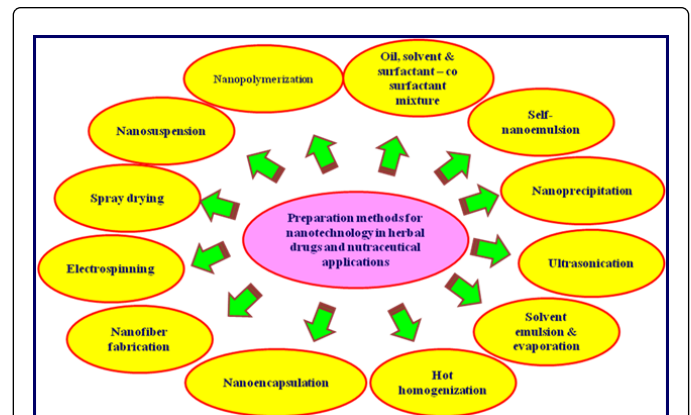 Oil, solvent &
surfactant – co
surfactant
mixture
Nanopolymerization
Self-
nanoemulsion
Nanosuspension
Nanoprecipitation
Spray drying
Preparation methods for
nanotechnology in herbal
drugs and nutraceutical
applications
Ultrasonication
Electrospinning
Solvent
emulsion &
evaporation
Nanofiber
fabrication
Hot
homogenization
Nanoencapsulation